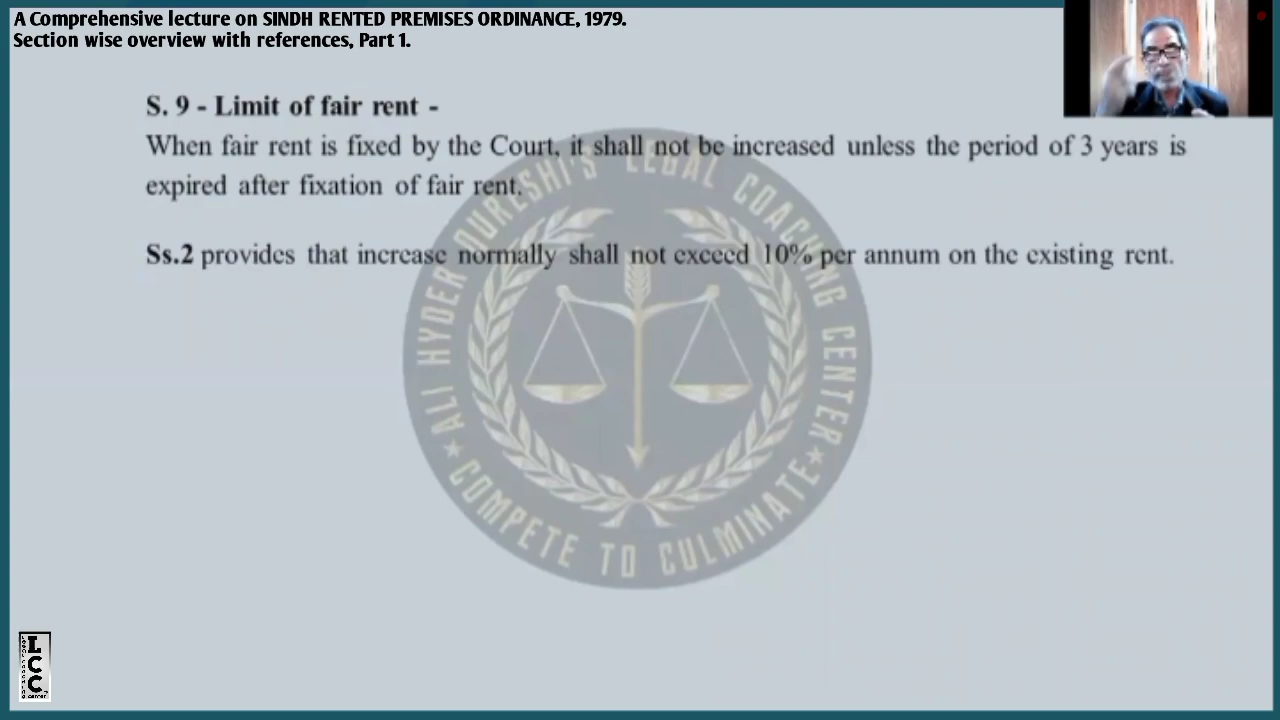 A Comprehensive lecture on SINDH RENTED PREMISES ORDINANCE, 1979.
Section wise overview with references, Part 1.
S. 9 - Limit of fair rent -
When fair rent is fixed by the Court, it shall not be increased unless the period of 3 years is
expired after fixation of fair rent.
Ss.2 provides that increase normally shall not exceed 10% per annum on the existing rent.
ALI HYDER QURESHI'S LEGAL COACHING CENTER
COMPETE TO CULMINATE
LCC